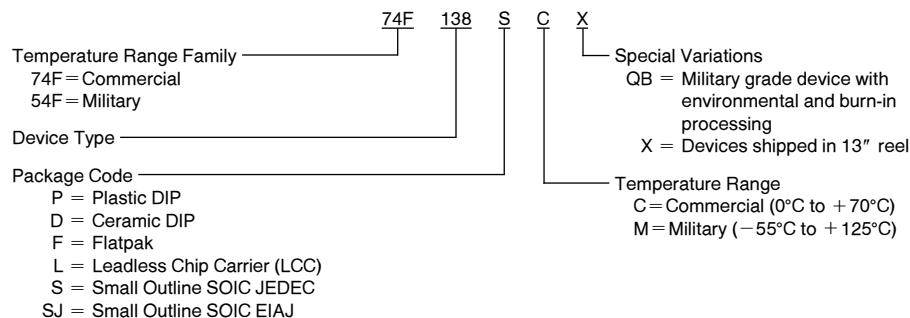 74F 138 S C X
Temperature Range Family
74F = Commercial
54F = Military
Device Type
Package Code
P = Plastic DIP
D = Ceramic DIP
F = Flatpak
L = Leadless Chip Carrier (LCC)
S = Small Outline SOIC JEDEC
SJ = Small Outline SOIC EIAJ
Special Variations
QB = Military grade device with
environmental and burn-in
processing
X = Devices shipped in 13″ reel
Temperature Range
C = Commercial (0°C to +70°C)
M = Military (−55°C to +125°C)